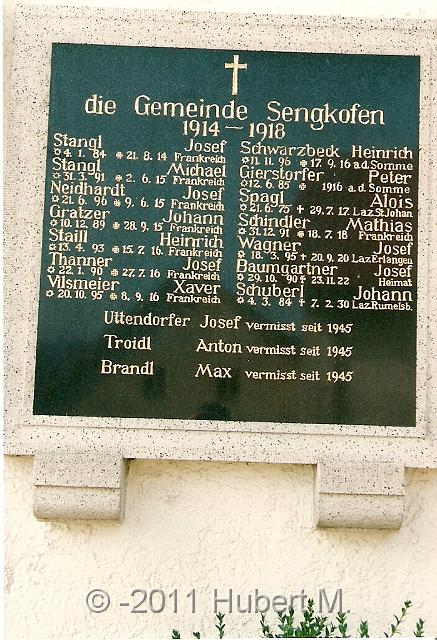 die Gemeinde Sengkofen
1914 – 1918
Stangl Josef
✡ 4. 1. 84 ✠ 21. 8. 14 Frankreich
Stangl Michael
✡ 31. 3. 91 ✠ 2. 6. 15 Frankreich
Neidhardt Josef
✡ 21. 6. 96 ✠ 9. 6. 15 Frankreich
Gratzer Johann
✡ 10. 12. 89 ✠ 28. 9. 15 Frankreich
Staill Heinrich
✡ 13. 4. 93 ✠ 15. 7. 16 Frankreich
Thanner Josef
✡ 22. 1. 90 ✠ 27. 7. 16 Frankreich
Vilsmeier Xaver
✡ 20. 10. 95 ✠ 8. 9. 16 Frankreich
Schwarzbeck Heinrich
✡ 11. 11. 96 ✠ 17. 9. 16 a.d. Somme
Gierstorfer Peter
✡ 12. 6. 85 ✠ 1916 a.d. Somme
Spagl Alois
✡ 21. 6. 75 + 29. 7. 17 Laz. St. Johan
Schindler Mathias
✡ 31. 12. 91 ✠ 18. 7. 18 Frankreich
Wagner Josef
✡ 18. 3. 95 + 20. 9. 20 Laz. Erlangen
Baumgartner Josef
✡ 29. 10. 90 + 23. 11. 22 Heimat
Schuberl Johann
✡ 4. 3. 84 + 7. 2. 30 Laz. Rumelsb.
Uttendorfer Josef vermisst seit 1945
Troidl Anton vermisst seit 1945
Brandl Max vermisst seit 1945
© -2011 Hubert M.